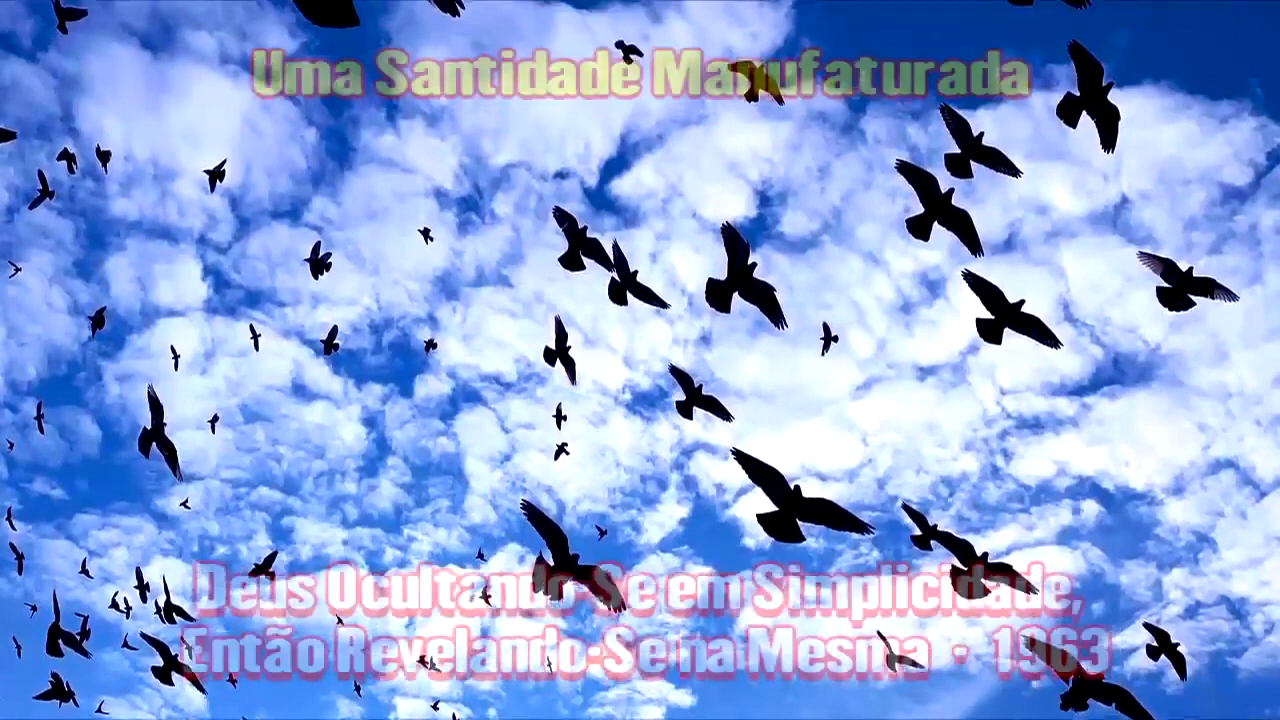 Uma Santidade Manufaturada
Deus Ocultando-Se em Simplicidade,
Então Revelando-Se na Mesma • 1963